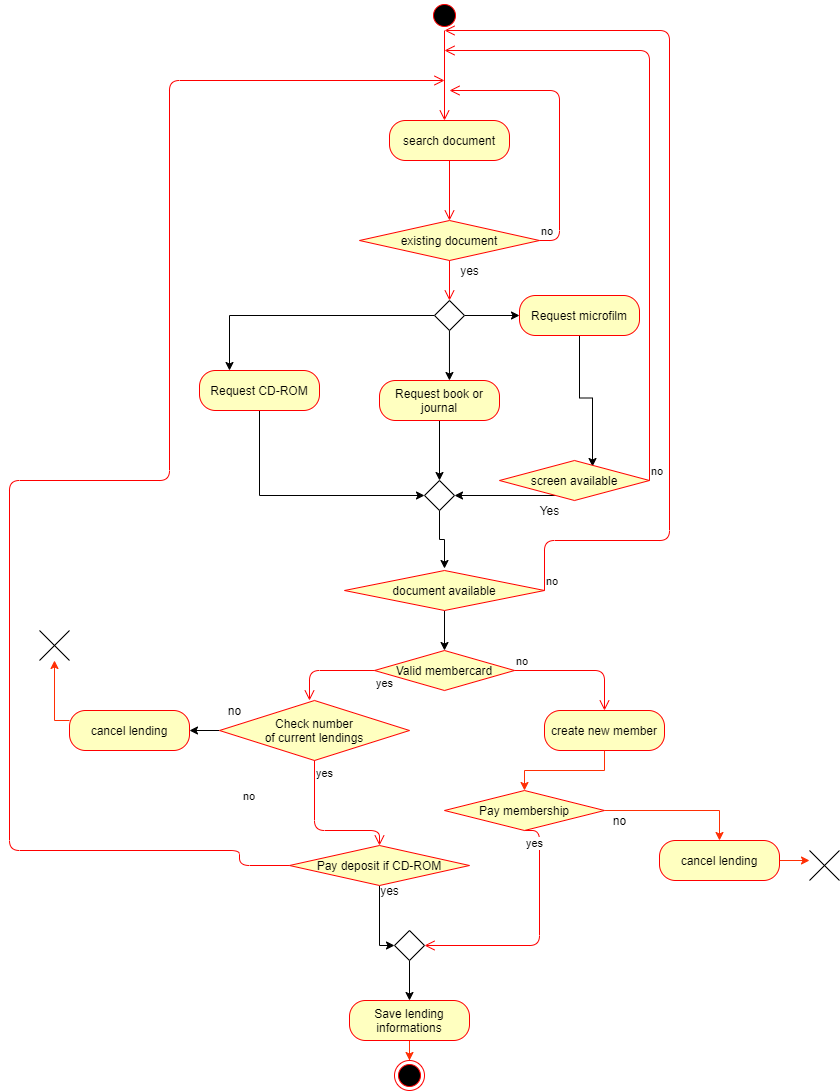 search document
no
existing document
yes
Request microfilm
Request CD-ROM
Request book or
journal
no
screen available
Yes
no
document available
no
Valid membercard
yes
no
Check number
of current lendings
cancel lending
create new member
yes
no
Pay membership
no
yes
cancel lending
Pay deposit if CD-ROM
yes
Save lending
informations